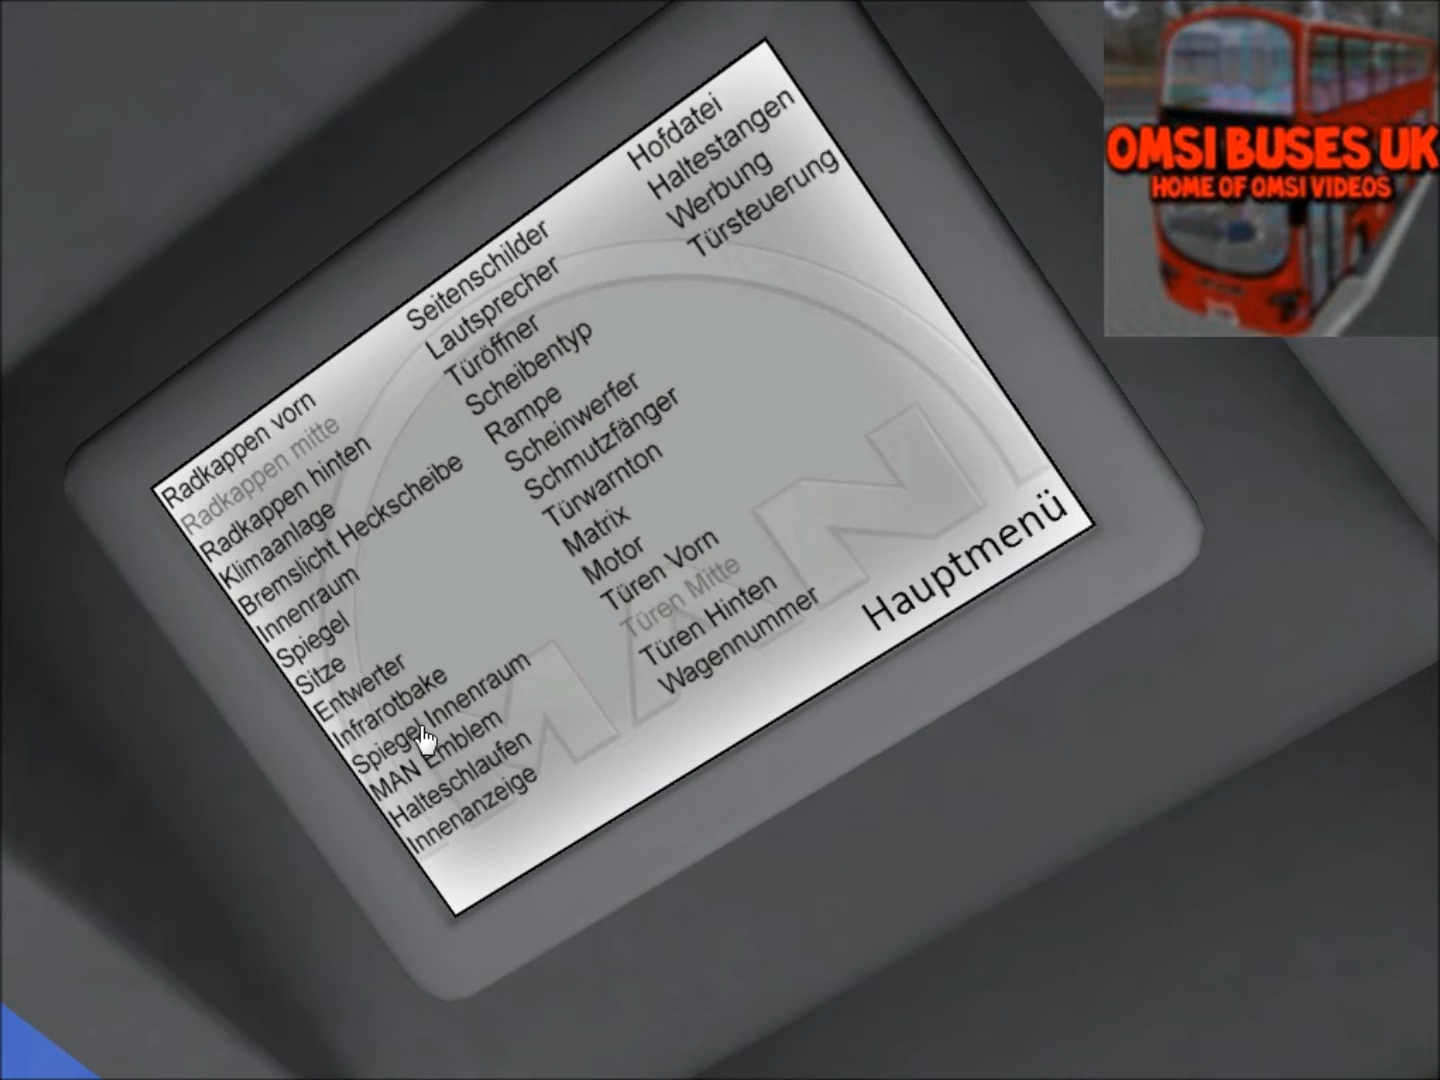 Radkappen vorn
Radkappen mitte
Radkappen hinten
Klimaanlage
Bremslicht Heckscheibe
Innenraum
Spiegel
Sitze
Entwerter
Infrarotbake
Spiegel Innenraum
MAN Emblem
Halteschlaufen
Innenanzeige
Seitenschilder
Lautsprecher
Türöffner
Scheibentyp
Rampe
Scheinwerfer
Schmutzfänger
Türwarnton
Matrix
Motor
Türen Vorn
Türen Mitte
Türen Hinten
Wagennummer
Hofdatei
Haltestangen
Werbung
Türsteuerung
Hauptmenü
MAN
OMSI BUSES UK
HOME OF OMSI VIDEOS